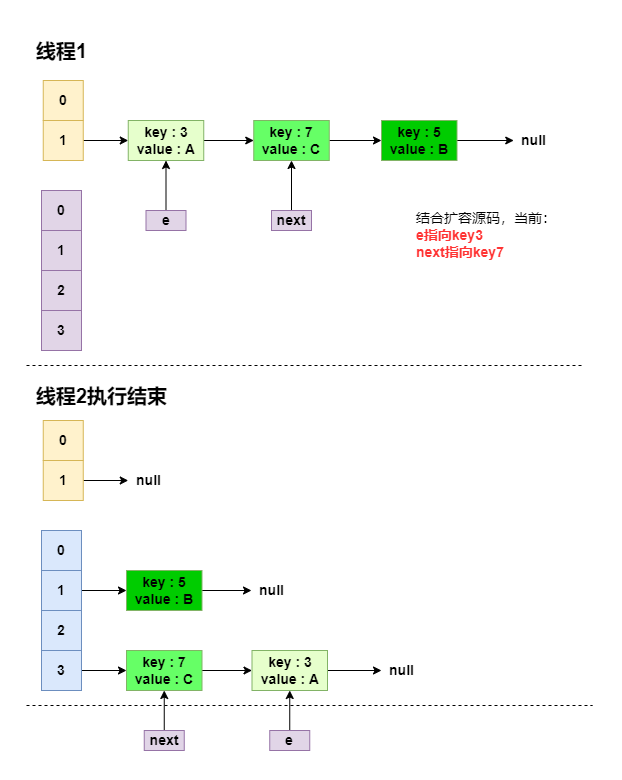 线程1
0
1
key : 3
value : A
key : 7
value : C
key : 5
value : B
null
0
1
2
3
e
next
结合扩容源码，当前：
e指向key3
next指向key7
线程2执行结束
0
1
null
0
1
2
3
key : 5
value : B
null
key : 7
value : C
key : 3
value : A
null
next
e